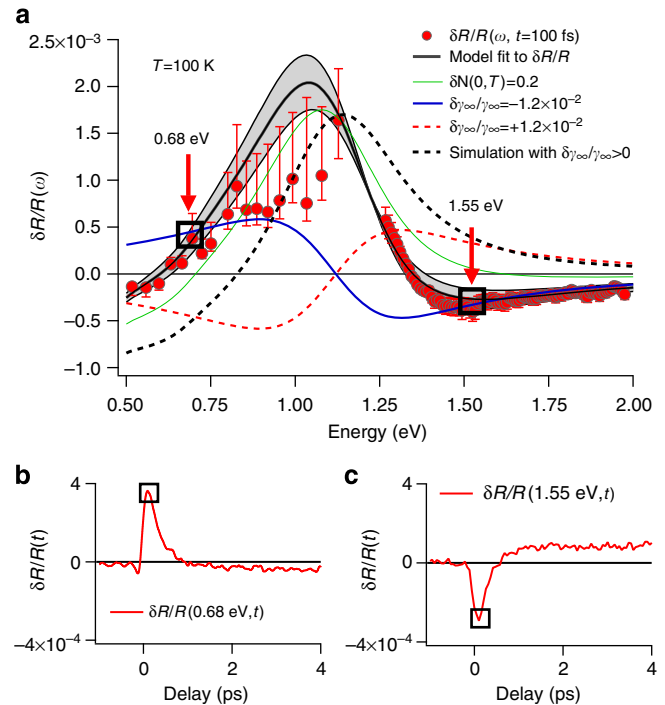 a
2.5×10⁻³
2.0
1.5
1.0
0.5
0.0
−0.5
−1.0
δR/R(ω)
T=100 K
0.68 eV
1.55 eV
δR/R(ω, t=100 fs)
Model fit to δR/R
δN(0,T)=0.2
δγ∞/γ∞=−1.2×10⁻²
δγ∞/γ∞=+1.2×10⁻²
Simulation with δγ∞/γ∞>0
0.50 0.75 1.00 1.25 1.50 1.75 2.00
Energy (eV)
b
4
0
−4×10⁻⁴
δR/R(t)
δR/R(0.68 eV,t)
0 2 4
Delay (ps)
c
4
0
−4×10⁻⁴
δR/R(t)
δR/R(1.55 eV,t)
0 2 4
Delay (ps)